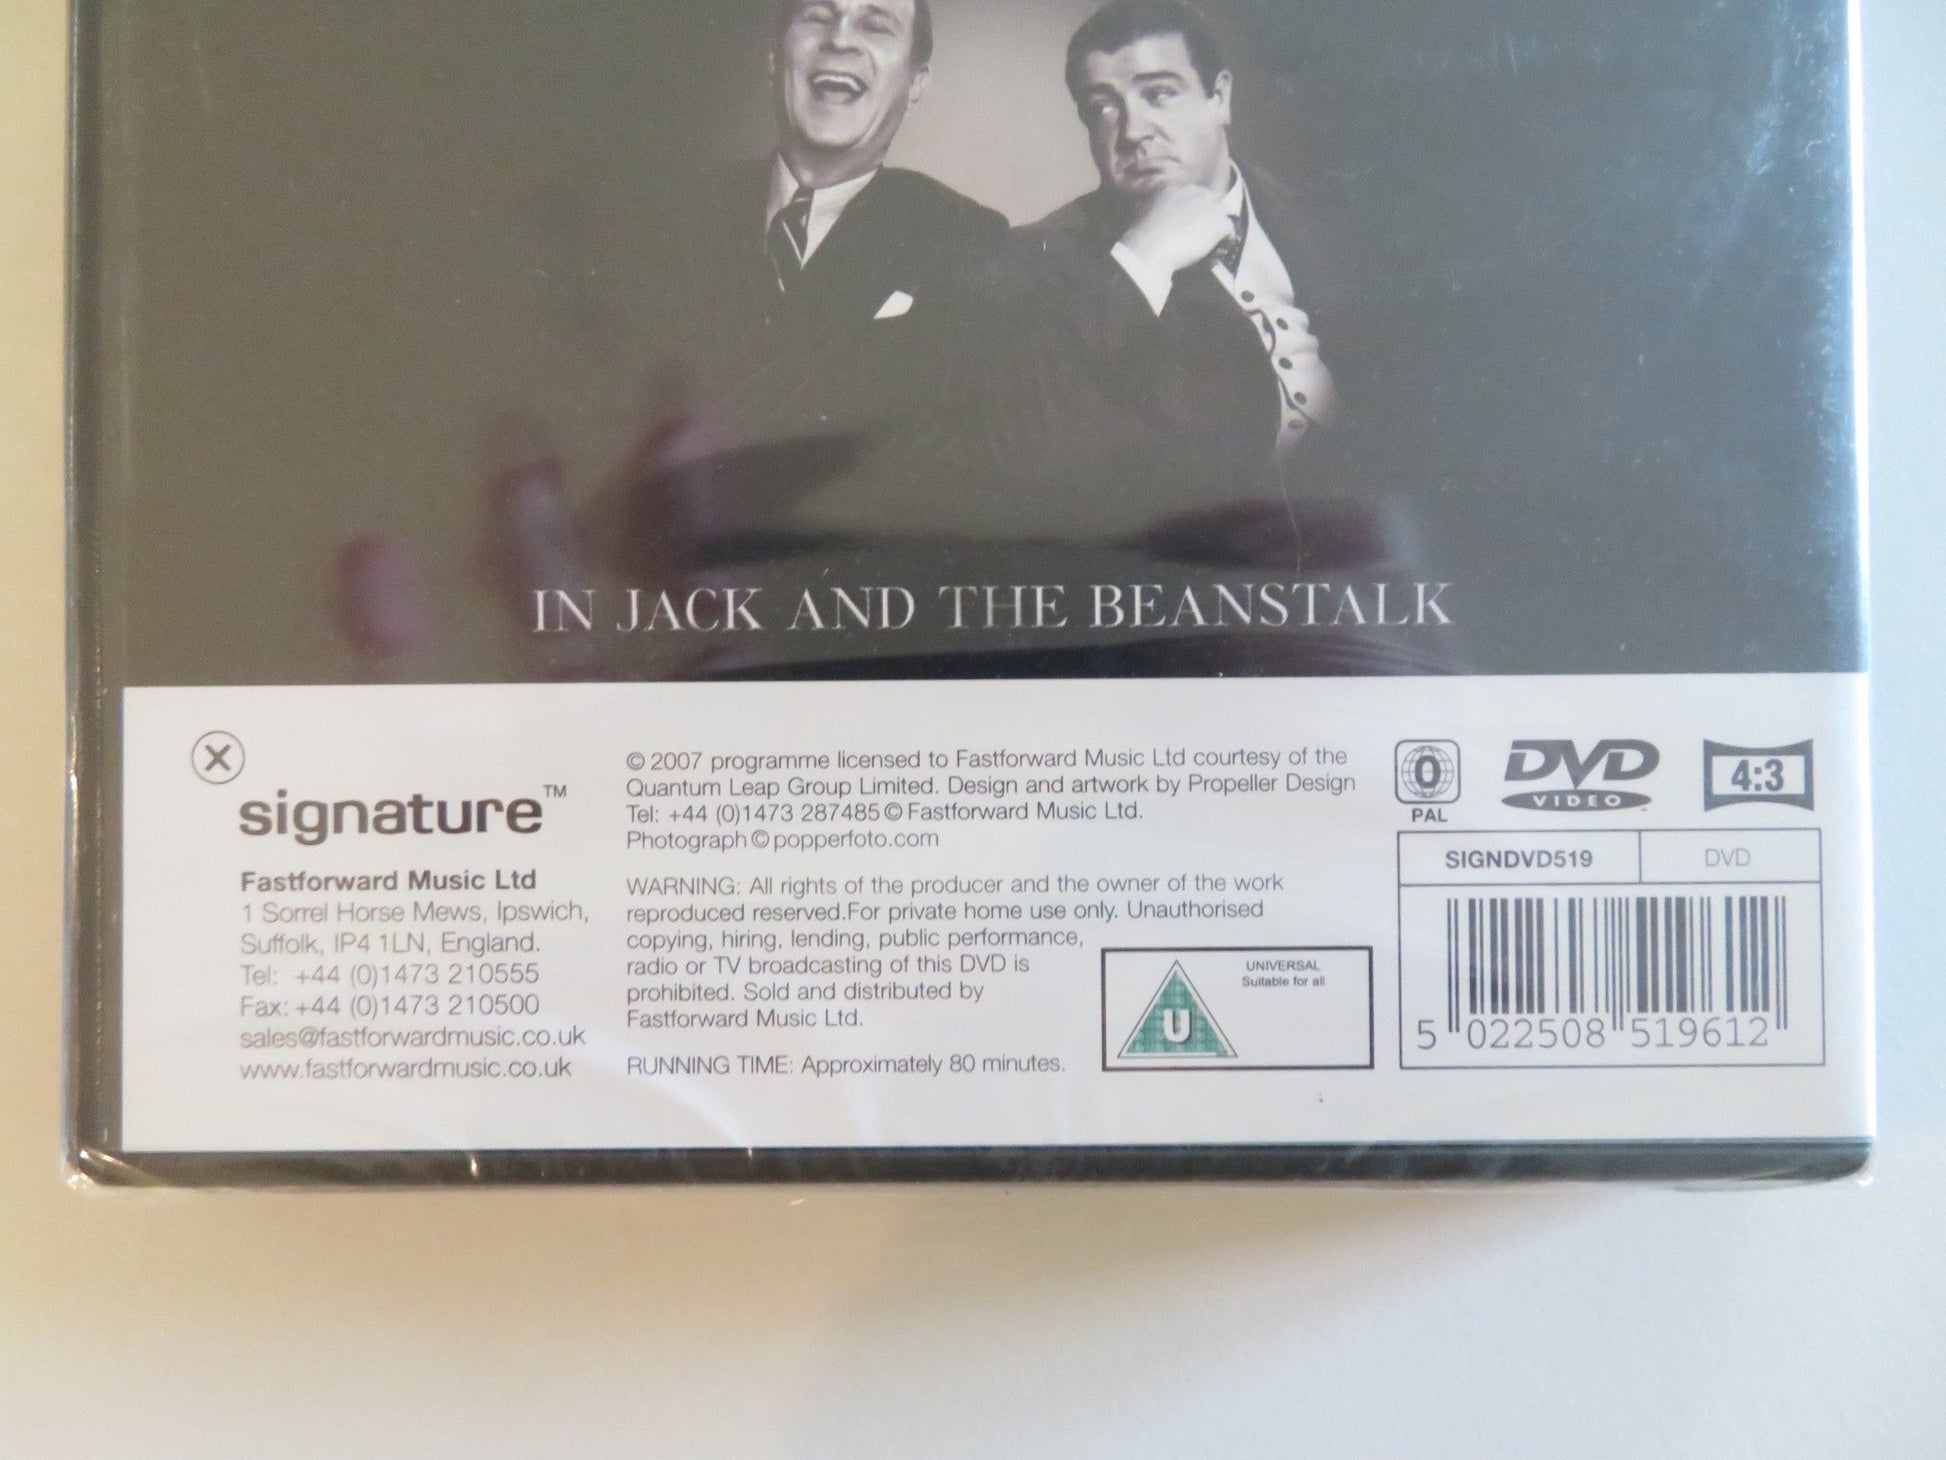 IN JACK AND THE BEANSTALK
signature™
Fastforward Music Ltd
1 Sorrel Horse Mews, Ipswich,
Suffolk, IP4 1LN, England.
Tel: +44 (0)1473 210555
Fax: +44 (0)1473 210500
sales@fastforwardmusic.co.uk
www.fastforwardmusic.co.uk
© 2007 programme licensed to Fastforward Music Ltd courtesy of the
Quantum Leap Group Limited. Design and artwork by Propeller Design
Tel: +44 (0)1473 287485 © Fastforward Music Ltd.
Photograph © popperfoto.com
WARNING: All rights of the producer and the owner of the work
reproduced reserved.For private home use only. Unauthorised
copying, hiring, lending, public performance,
radio or TV broadcasting of this DVD is
prohibited. Sold and distributed by
Fastforward Music Ltd.
RUNNING TIME: Approximately 80 minutes.
U
UNIVERSAL
Suitable for all
0
PAL
DVD
VIDEO
4:3
SIGNDVD519
DVD
5 022508 519612